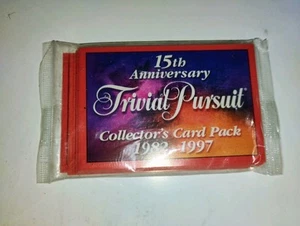 15th
Anniversary
Trivial Pursuit
Collector's Card Pack
1982 - 1997